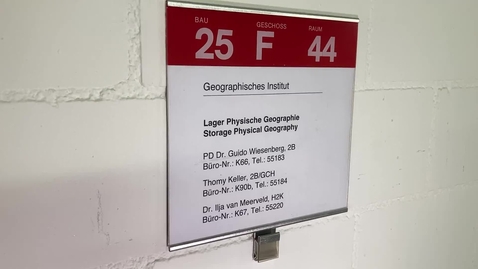 BAU GESCHOSS RAUM
25 F 44
Geographisches Institut
Lager Physische Geographie
Storage Physical Geography
PD Dr. Guido Wiesenberg, 2B
Büro-Nr.: K66, Tel.: 55183
Thomy Keller, 2B/GCH
Büro-Nr.: K90b, Tel.: 55184
Dr. Ilja van Meerveld, H2K
Büro-Nr.: K67, Tel.: 55220